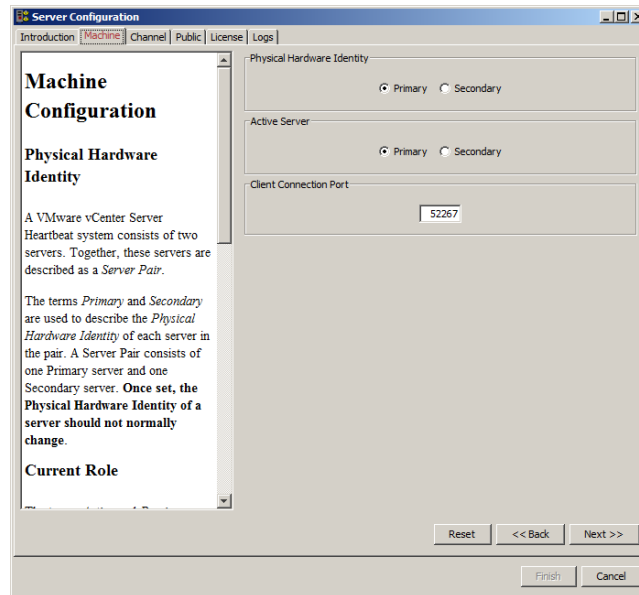 Server Configuration
Introduction Machine Channel Public License Logs
Machine
Configuration
Physical Hardware
Identity
A VMware vCenter Server
Heartbeat system consists of two
servers. Together, these servers are
described as a Server Pair.
The terms Primary and Secondary
are used to describe the Physical
Hardware Identity of each server in
the pair. A Server Pair consists of
one Primary server and one
Secondary server. Once set, the
Physical Hardware Identity of a
server should not normally
change.
Current Role
Physical Hardware Identity
Primary Secondary
Active Server
Primary Secondary
Client Connection Port
52267
Reset << Back Next >>
Finish Cancel